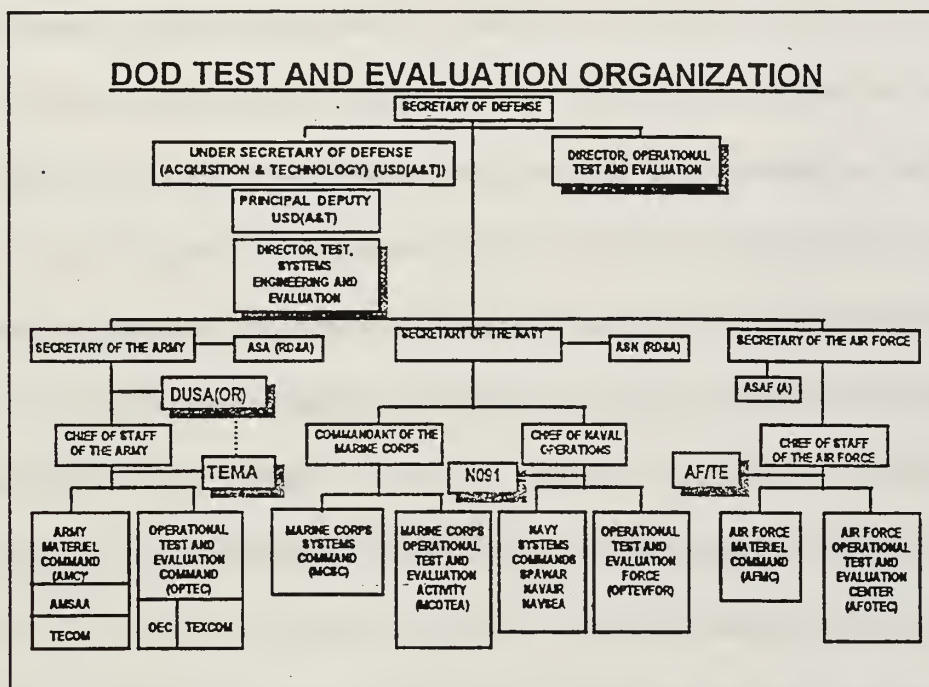 DOD TEST AND EVALUATION ORGANIZATION
SECRETARY OF DEFENSE
UNDER SECRETARY OF DEFENSE
(ACQUISITION & TECHNOLOGY) (USD[A&T])
DIRECTOR, OPERATIONAL
TEST AND EVALUATION
PRINCIPAL DEPUTY
USD(A&T)
DIRECTOR, TEST,
SYSTEMS
ENGINEERING AND
EVALUATION
SECRETARY OF THE ARMY
ASA (RD&A)
SECRETART OF THE NAVY
ASN (RD&A)
SECRETARY OF THE AIR FORCE
ASAF (A)
DUSA(OR)
CHIEF OF STAFF
OF THE ARMY
TEMA
COMMANDANT OF THE
MARINE CORPS
CHIEF OF NAVAL
OPERATIONS
N091
CHIEF OF STAFF
OF THE AIR FORCE
AF/TE
ARMY
MATERIEL
COMMAND
(AMC)
AMSAA
TECOM
OPERATIONAL
TEST AND
EVALUATION
COMMAND
(OPTEC)
OEC
TEXCOM
MARINE CORPS
SYSTEMS
COMMAND
(MCSC)
MARINE CORPS
OPERATIONAL
TEST AND
EVALUATION
ACTIVITY
(MCOTEA)
NAVY
SYSTEMS
COMMANDS
SPAWAR
NAVAIR
NAVSEA
OPERATIONAL
TEST AND
EVALUATION
FORCE
(OPTEVFOR)
AIR FORCE
MATERIEL
COMMAND
(AFMC)
AIR FORCE
OPERATIONAL
TEST AND
EVALUATION
CENTER
(AFOTEC)